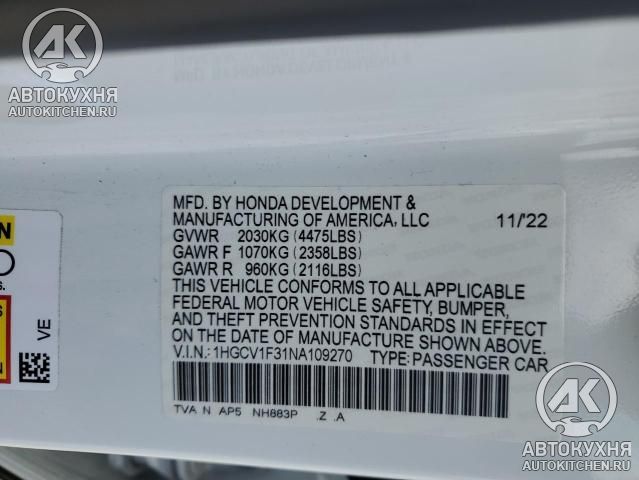 АК
АВТОКУХНЯ
AUTOKITCHEN.RU
s.
S
VE
MFD. BY HONDA DEVELOPMENT &
MANUFACTURING OF AMERICA, LLC 11/22
GVWR 2030KG (4475LBS)
GAWR F 1070KG (2358LBS)
GAWR R 960KG (2116LBS)
THIS VEHICLE CONFORMS TO ALL APPLICABLE
FEDERAL MOTOR VEHICLE SAFETY, BUMPER,
AND THEFT PREVENTION STANDARDS IN EFFECT
ON THE DATE OF MANUFACTURE SHOWN ABOVE.
V.I.N.: 1HGCV1F31NA109270 TYPE: PASSENGER CAR
TVA N AP5 NH883P .Z .A
АК
АВТОКУХНЯ
AUTOKITCHEN.RU